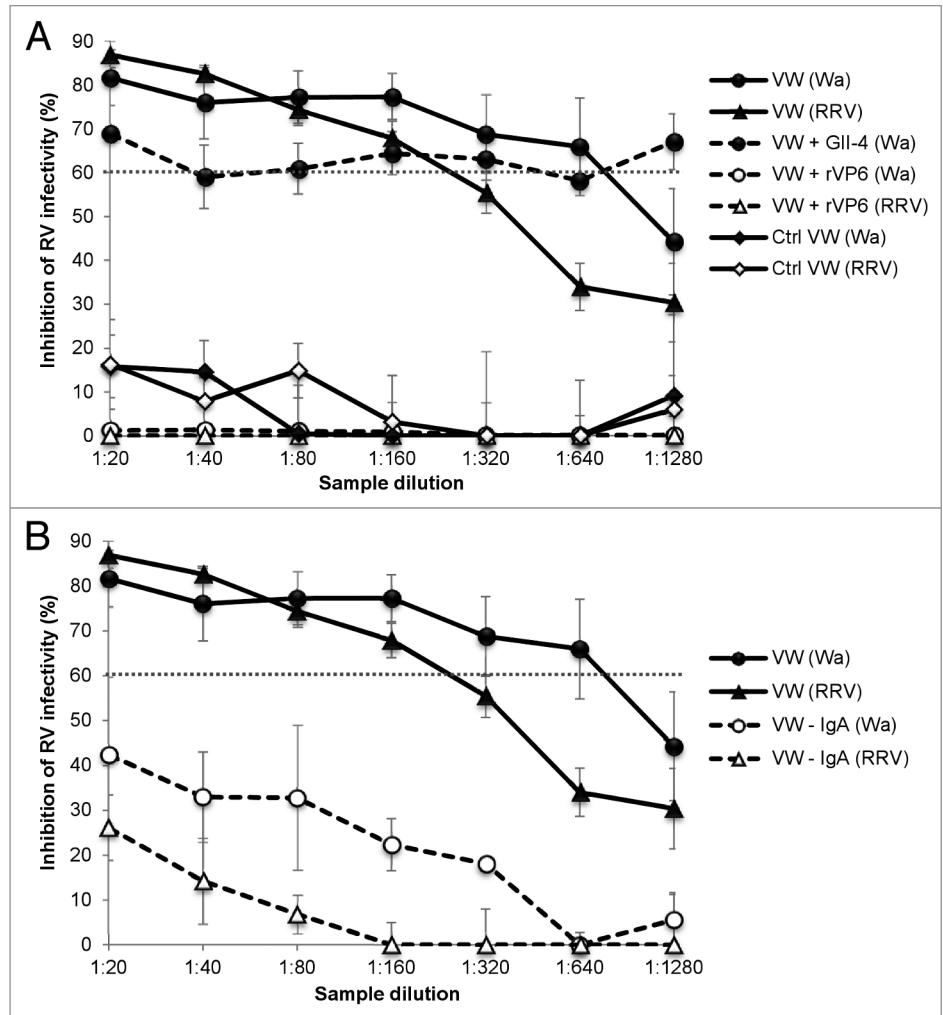 A
Inhibition of RV infectivity (%)
90
80
70
60
50
40
30
20
10
0
1:20 1:40 1:80 1:160 1:320 1:640 1:1280
Sample dilution
VW (Wa)
VW (RRV)
VW + GII-4 (Wa)
VW + rVP6 (Wa)
VW + rVP6 (RRV)
Ctrl VW (Wa)
Ctrl VW (RRV)
B
Inhibition of RV infectivity (%)
90
80
70
60
50
40
30
20
10
0
1:20 1:40 1:80 1:160 1:320 1:640 1:1280
Sample dilution
VW (Wa)
VW (RRV)
VW - IgA (Wa)
VW - IgA (RRV)